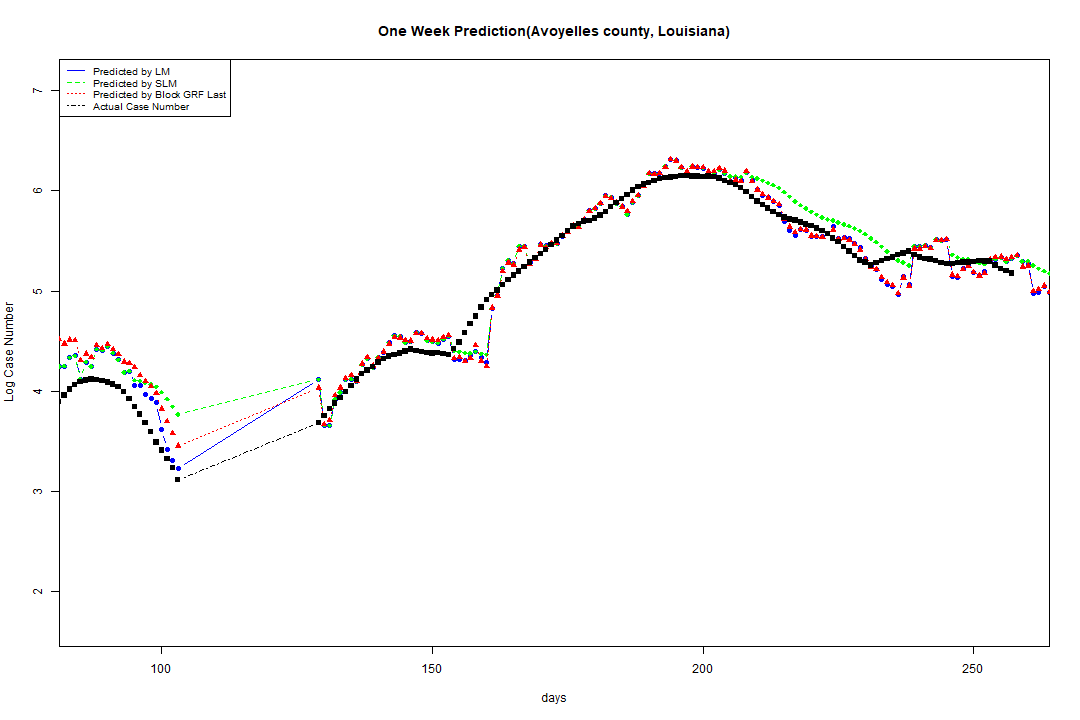 One Week Prediction(Avoyelles county, Louisiana)
Predicted by LM
Predicted by SLM
Predicted by Block GRF Last
Actual Case Number
Log Case Number
7
6
5
4
3
2
100 150 200 250
days